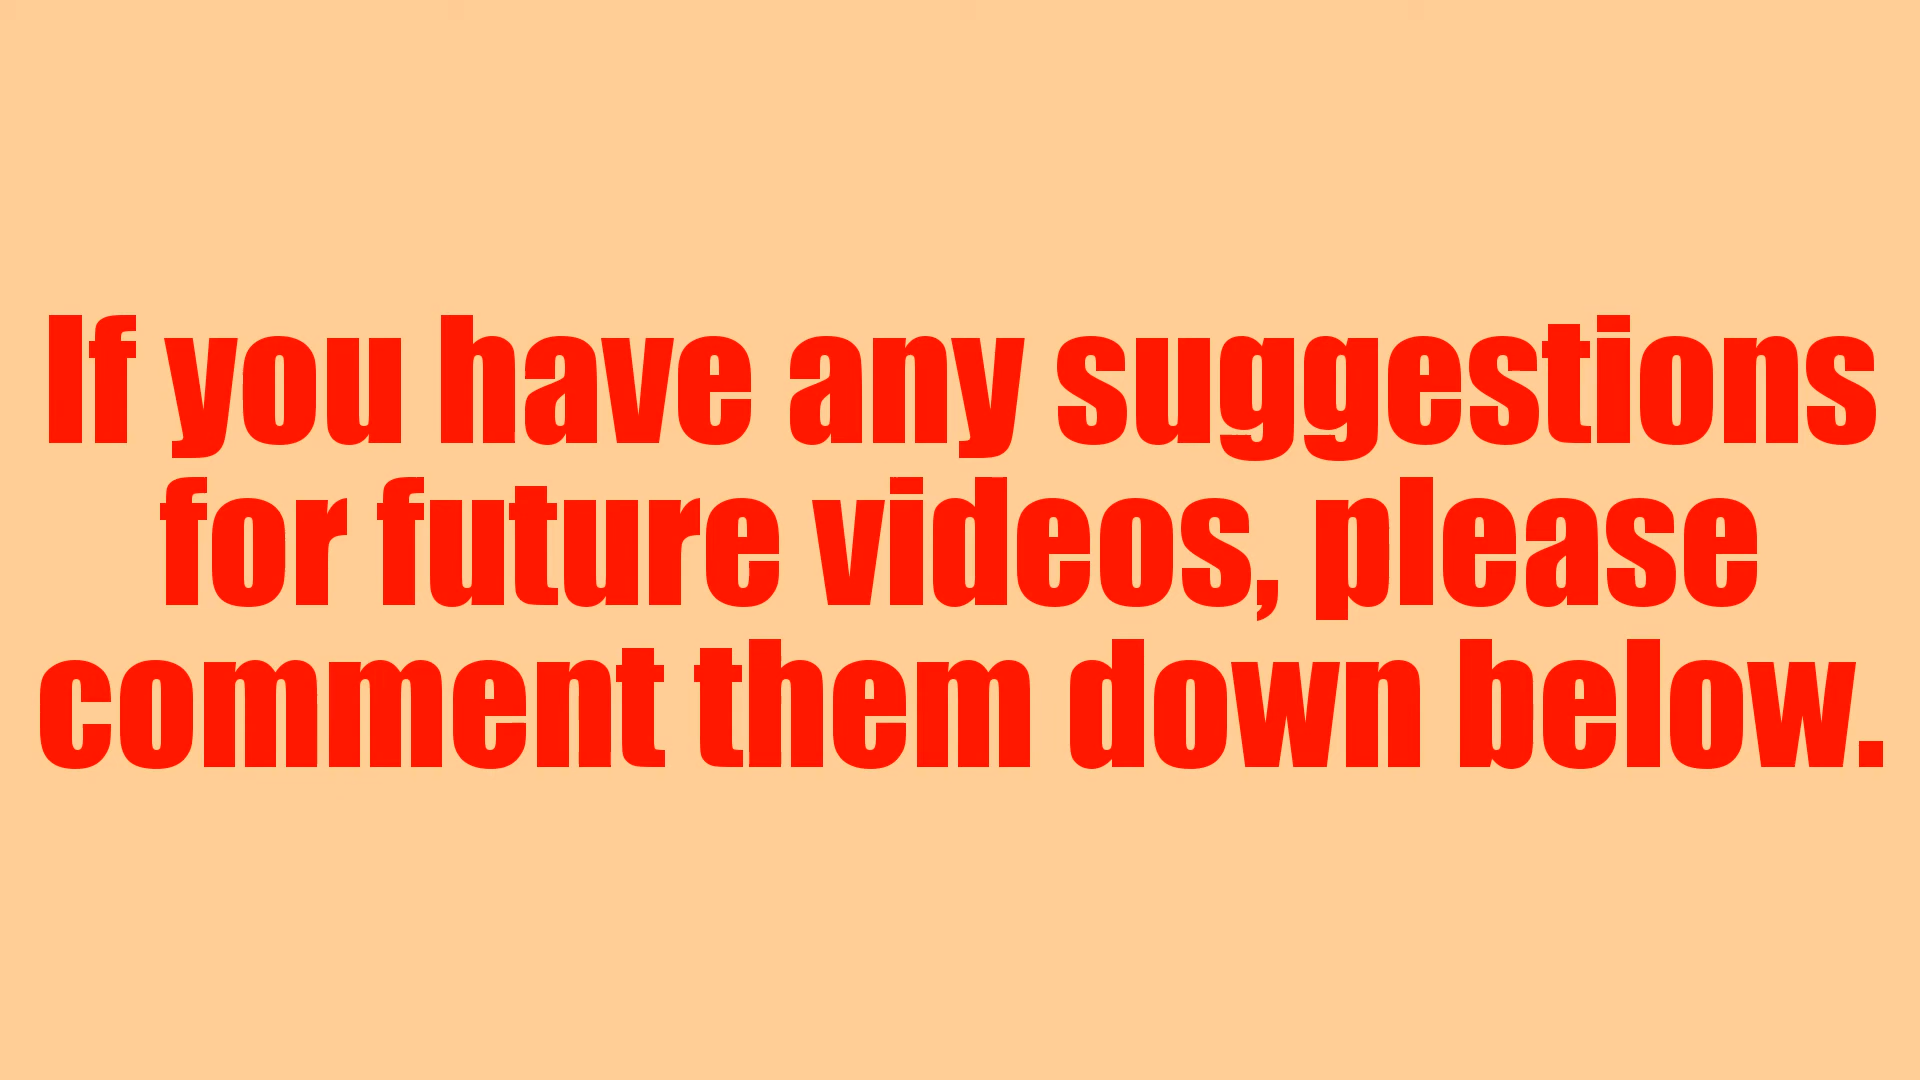 If you have any suggestions
for future videos, please
comment them down below.